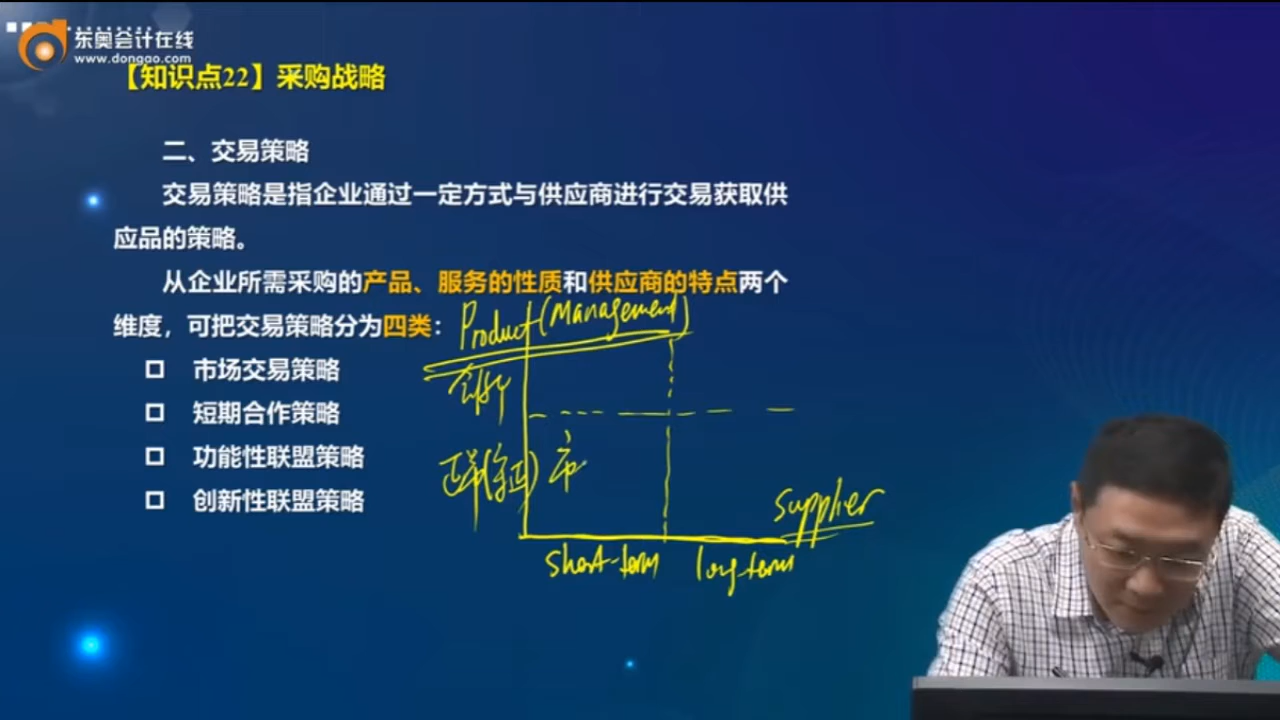 东奥会计在线
www.dongao.com
【知识点22】采购战略
二、交易策略
交易策略是指企业通过一定方式与供应商进行交易获取供
应品的策略。
从企业所需采购的产品、服务的性质和供应商的特点两个
维度，可把交易策略分为四类：
Product(Management)
市场交易策略
短期合作策略
市
功能性联盟策略
创新性联盟策略
supplier
short-term long-term